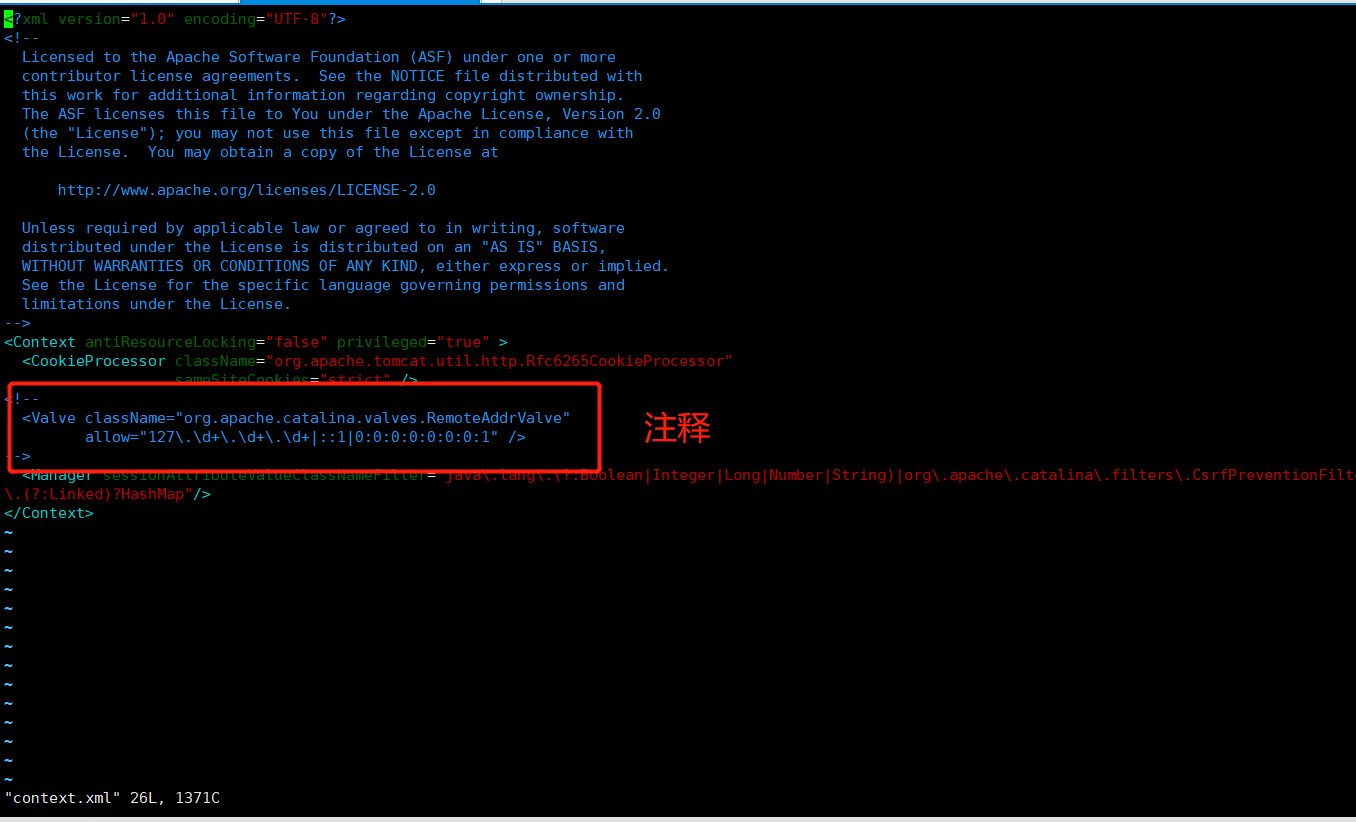 <?xml version="1.0" encoding="UTF-8"?>
<!--
  Licensed to the Apache Software Foundation (ASF) under one or more
  contributor license agreements.  See the NOTICE file distributed with
  this work for additional information regarding copyright ownership.
  The ASF licenses this file to You under the Apache License, Version 2.0
  (the "License"); you may not use this file except in compliance with
  the License.  You may obtain a copy of the License at

      http://www.apache.org/licenses/LICENSE-2.0

  Unless required by applicable law or agreed to in writing, software
  distributed under the License is distributed on an "AS IS" BASIS,
  WITHOUT WARRANTIES OR CONDITIONS OF ANY KIND, either express or implied.
  See the License for the specific language governing permissions and
  limitations under the License.
-->
<Context antiResourceLocking="false" privileged="true" >
  <CookieProcessor className="org.apache.tomcat.util.http.Rfc6265CookieProcessor"
                   sameSiteCookies="strict" />
<!--
  <Valve className="org.apache.catalina.valves.RemoteAddrValve"
         allow="127\.\d+\.\d+\.\d+|::1|0:0:0:0:0:0:0:1" />
注释
-->
  <Manager sessionAttributeValueClassNameFilter="java\.lang\.(?:Boolean|Integer|Long|Number|String)|org\.apache\.catalina\.filters\.CsrfPreventionFilt
\.(?:Linked)?HashMap"/>
</Context>
~
~
~
~
~
~
~
~
~
~
~
~
~
~
"context.xml" 26L, 1371C